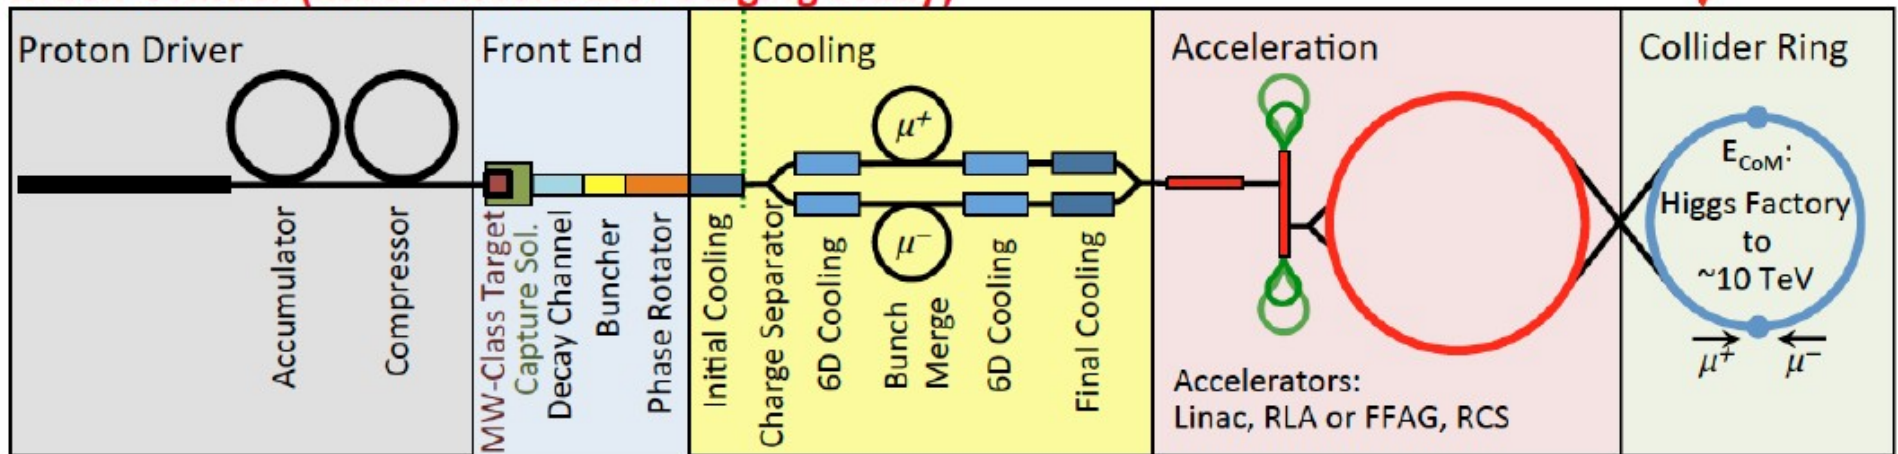 Proton Driver
Accumulator
Compressor
Front End
MW-Class Target
Capture Sol.
Decay Channel
Buncher
Phase Rotator
Cooling
Initial Cooling
Charge Separator
6D Cooling
μ+
μ−
Bunch
Merge
6D Cooling
Final Cooling
Acceleration
Accelerators:
Linac, RLA or FFAG, RCS
Collider Ring
E CoM:
Higgs Factory
to
~10 TeV
μ+ μ−